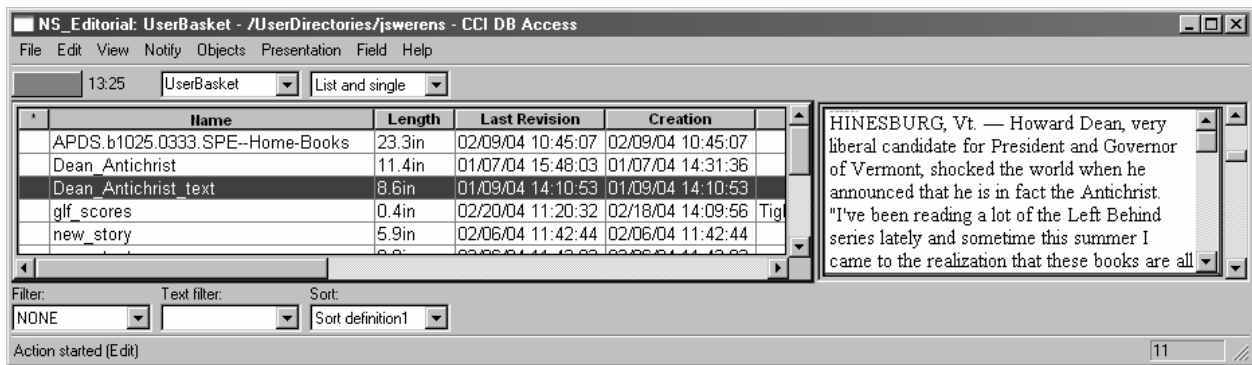 NS_Editorial: UserBasket - /UserDirectories/jswerens - CCI DB Access
File Edit View Notify Objects Presentation Field Help
13:25 UserBasket List and single
* Name Length Last Revision Creation
APDS.b1025.0333.SPE--Home-Books 23.3in 02/09/04 10:45:07 02/09/04 10:45:07
Dean_Antichrist 11.4in 01/07/04 15:48:03 01/07/04 14:31:36
Dean_Antichrist_text 8.6in 01/09/04 14:10:53 01/09/04 14:10:53
glf_scores 0.4in 02/20/04 11:20:32 02/18/04 14:09:56 Tigl
new_story 5.9in 02/06/04 11:42:44 02/06/04 11:42:44
HINESBURG, Vt. — Howard Dean, very
liberal candidate for President and Governor
of Vermont, shocked the world when he
announced that he is in fact the Antichrist.
"I've been reading a lot of the Left Behind
series lately and sometime this summer I
came to the realization that these books are all
Filter: Text filter: Sort:
NONE Sort definition1
Action started (Edit) 11